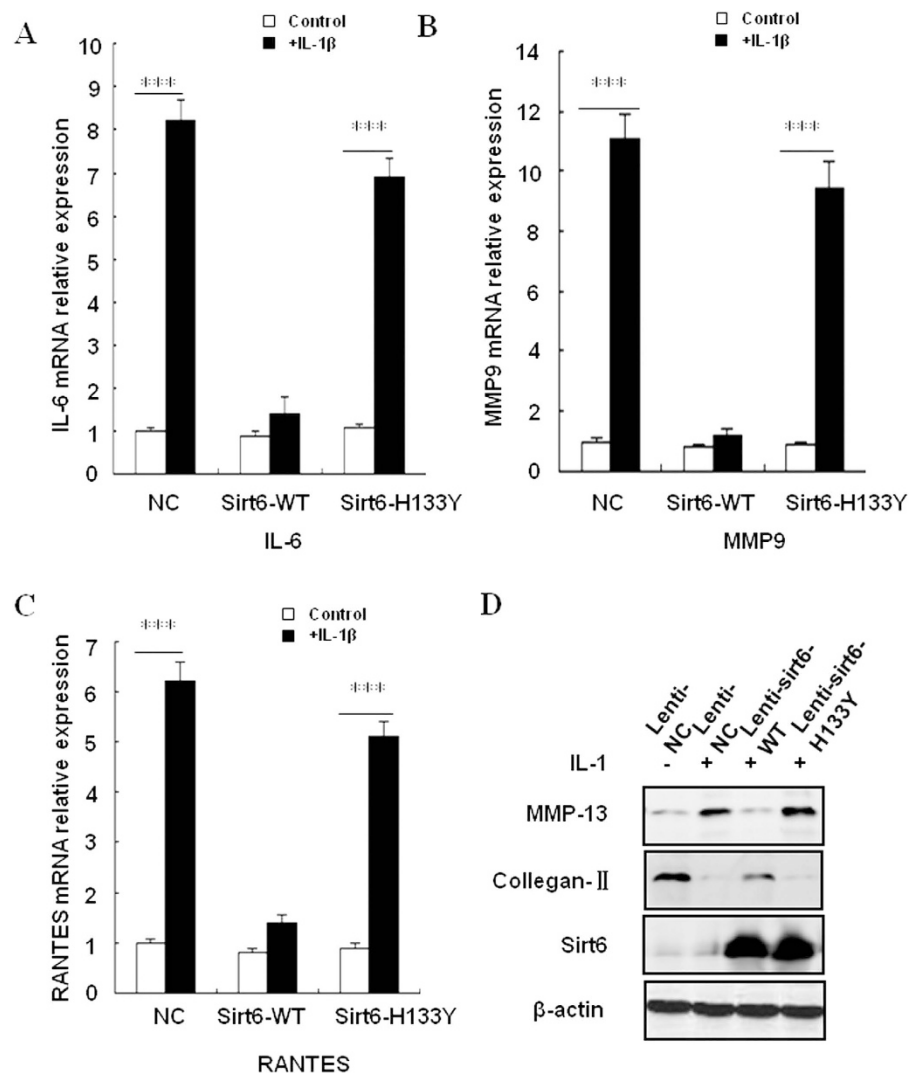 A
Control
+IL-1β
10
9
8
7
6
5
4
3
2
1
0
IL-6 mRNA relative expression
***
***
NC Sirt6-WT Sirt6-H133Y
IL-6
B
Control
+IL-1β
14
12
10
8
6
4
2
0
MMP9 mRNA relative expression
***
***
NC Sirt6-WT Sirt6-H133Y
MMP9
C
Control
+IL-1β
7
6
5
4
3
2
1
0
RANTES mRNA relative expression
***
***
NC Sirt6-WT Sirt6-H133Y
RANTES
D
Lenti-
NC
Lenti-
NC
Lenti-sirt6-
WT
Lenti-sirt6-
H133Y
IL-1 - + + +
MMP-13
Collegan-Ⅱ
Sirt6
β-actin